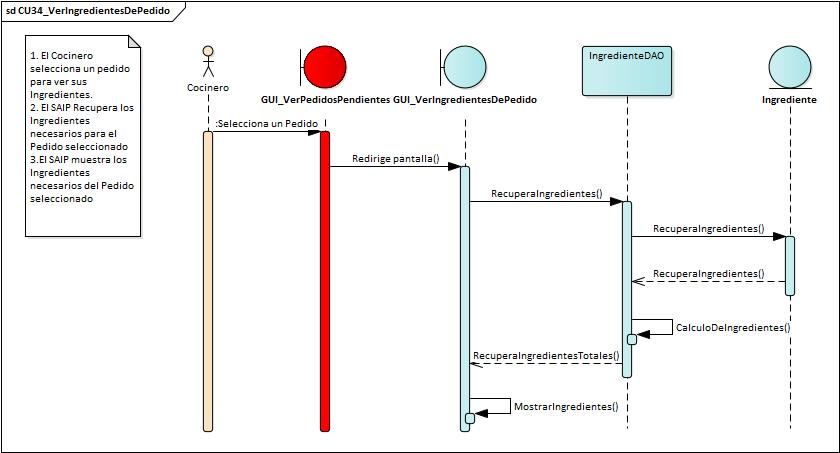 sd CU34_VerIngredientesDePedido
1. El Cocinero
selecciona un pedido
para ver sus
Ingredientes.
2. El SAIP Recupera los
Ingredientes
necesarios para el
Pedido seleccionado
3.El SAIP muestra los
Ingredientes
necesarios del Pedido
seleccionado
Cocinero
GUI_VerPedidosPendientes
GUI_VerIngredientesDePedido
IngredienteDAO
Ingrediente
:Selecciona un Pedido
Redirige pantalla()
RecuperaIngredientes()
RecuperaIngredientes()
RecuperaIngredientes()
CalculoDeIngredientes()
RecuperaIngredientesTotales()
MostrarIngredientes()